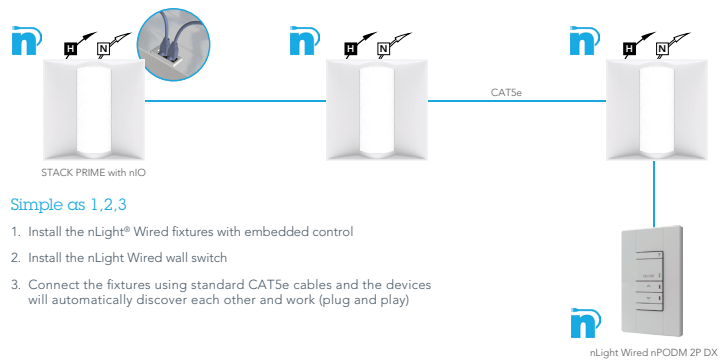 n H N
n H N
n H N
CAT5e
STACK PRIME with nIO
Simple as 1,2,3
1. Install the nLight® Wired fixtures with embedded control
2. Install the nLight Wired wall switch
3. Connect the fixtures using standard CAT5e cables and the devices
will automatically discover each other and work (plug and play)
n
nLight Wired nPODM 2P DX